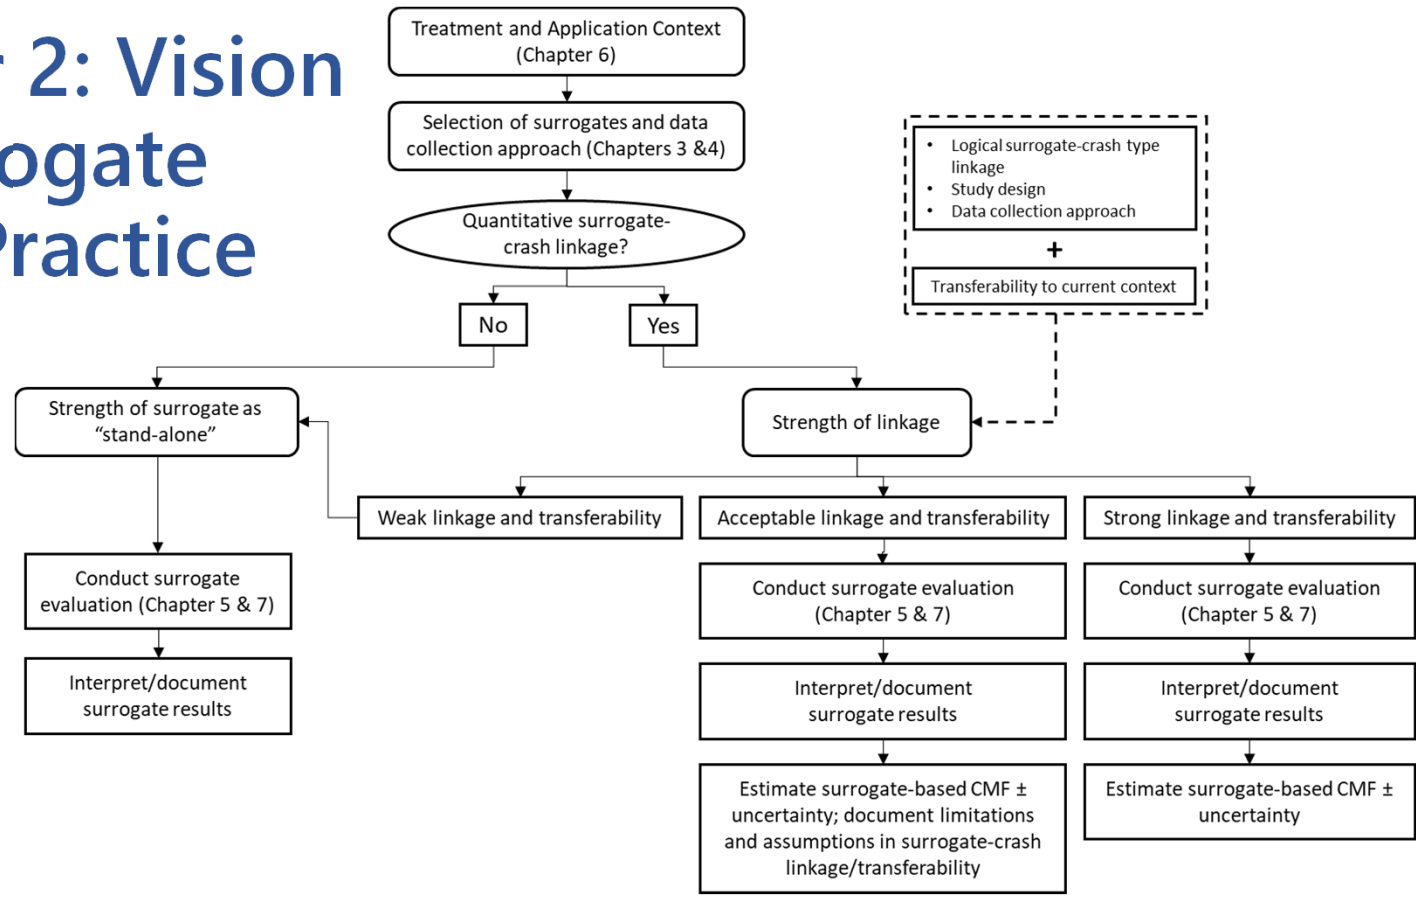 r 2: Vision
ogate
Practice
Treatment and Application Context
(Chapter 6)
Selection of surrogates and data
collection approach (Chapters 3 &4)
Quantitative surrogate-
crash linkage?
No
Yes
• Logical surrogate-crash type
linkage
• Study design
• Data collection approach
+
Transferability to current context
Strength of surrogate as
“stand-alone”
Strength of linkage
Weak linkage and transferability
Acceptable linkage and transferability
Strong linkage and transferability
Conduct surrogate
evaluation (Chapter 5 & 7)
Interpret/document
surrogate results
Conduct surrogate evaluation
(Chapter 5 & 7)
Interpret/document
surrogate results
Estimate surrogate-based CMF ±
uncertainty; document limitations
and assumptions in surrogate-crash
linkage/transferability
Conduct surrogate evaluation
(Chapter 5 & 7)
Interpret/document
surrogate results
Estimate surrogate-based CMF ±
uncertainty